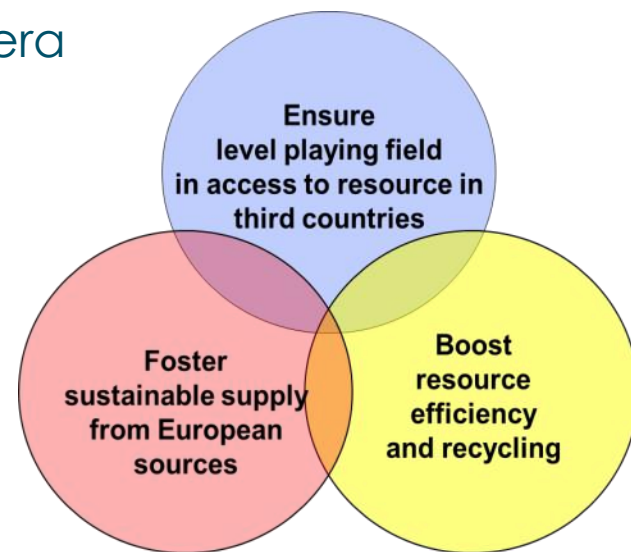 era
Ensure
level playing field
in access to resource in
third countries
Foster
sustainable supply
from European
sources
Boost
resource
efficiency
and recycling